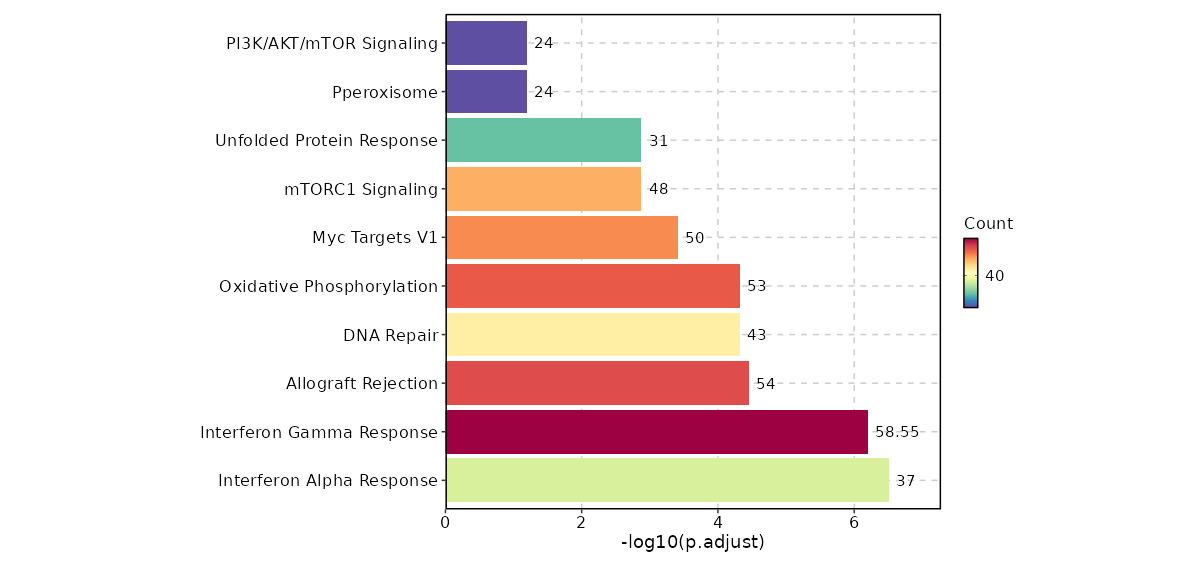 PI3K/AKT/mTOR Signaling 24
Pperoxisome 24
Unfolded Protein Response 31
mTORC1 Signaling 48
Myc Targets V1 50
Oxidative Phosphorylation 53
DNA Repair 43
Allograft Rejection 54
Interferon Gamma Response 58.55
Interferon Alpha Response 37
0 2 4 6
-log10(p.adjust)
Count
40